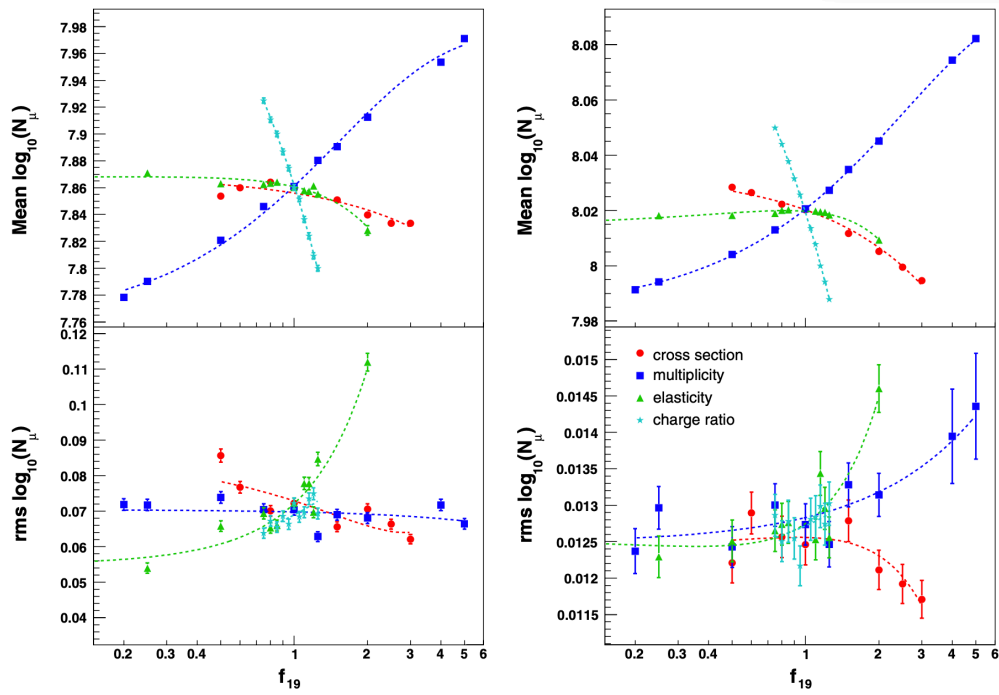 7.98
7.96
7.94
7.92
7.9
7.88
7.86
7.84
7.82
7.8
7.78
7.76
Mean log10(Nμ)
8.08
8.06
8.04
8.02
8
7.98
Mean log10(Nμ)
0.12
0.11
0.1
0.09
0.08
0.07
0.06
0.05
0.04
rms log10(Nμ)
0.2 0.4 1 2 3 4 5 6
f19
0.015
0.0145
0.014
0.0135
0.013
0.0125
0.012
0.0115
rms log10(Nμ)
cross section
multiplicity
elasticity
charge ratio
0.2 0.4 1 2 3 4 5 6
f19